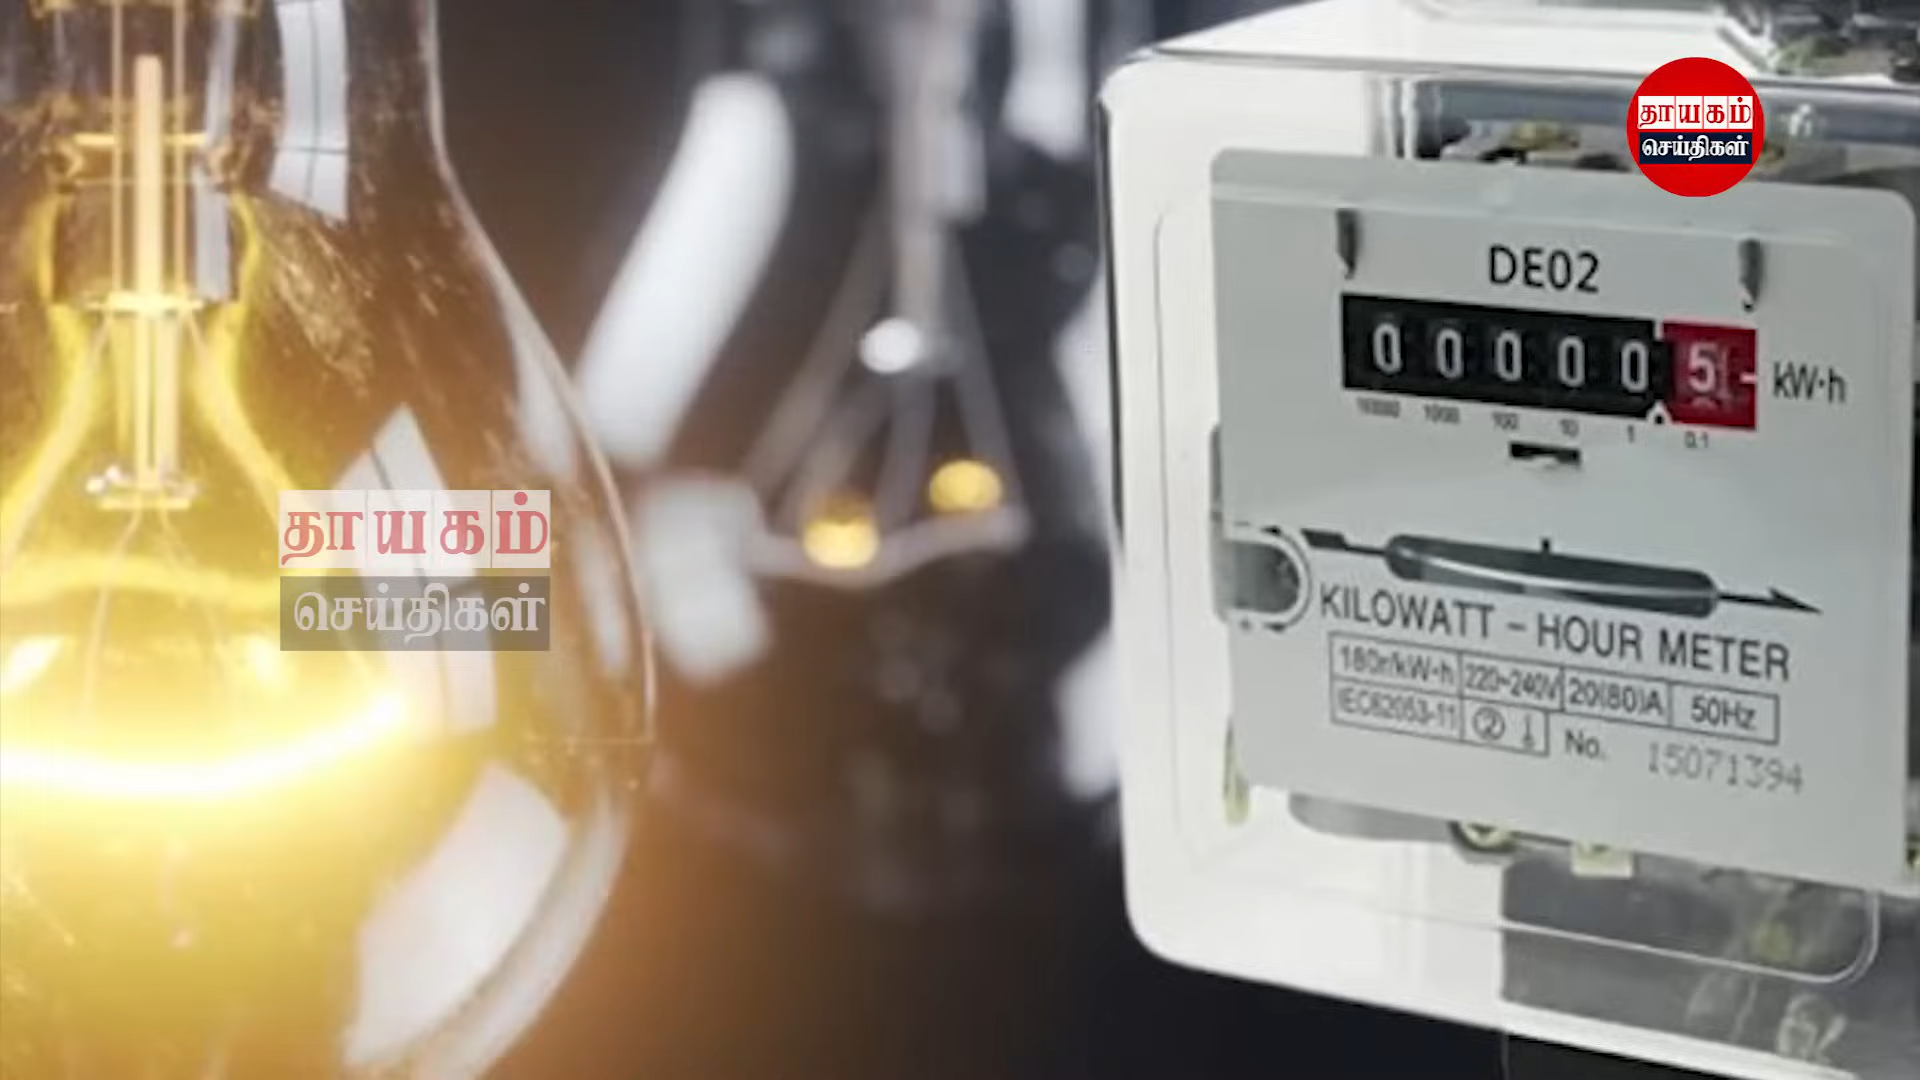 தாயகம்
செய்திகள்
DE02
0 0 0 0 0 5 kW·h
10000 1000 100 10 1 0.1
தாயகம்
செய்திகள்
KILOWATT – HOUR METER
180r/kW·h 220~240V 20(80)A 50Hz
IEC62053-11 2 No. 15071394